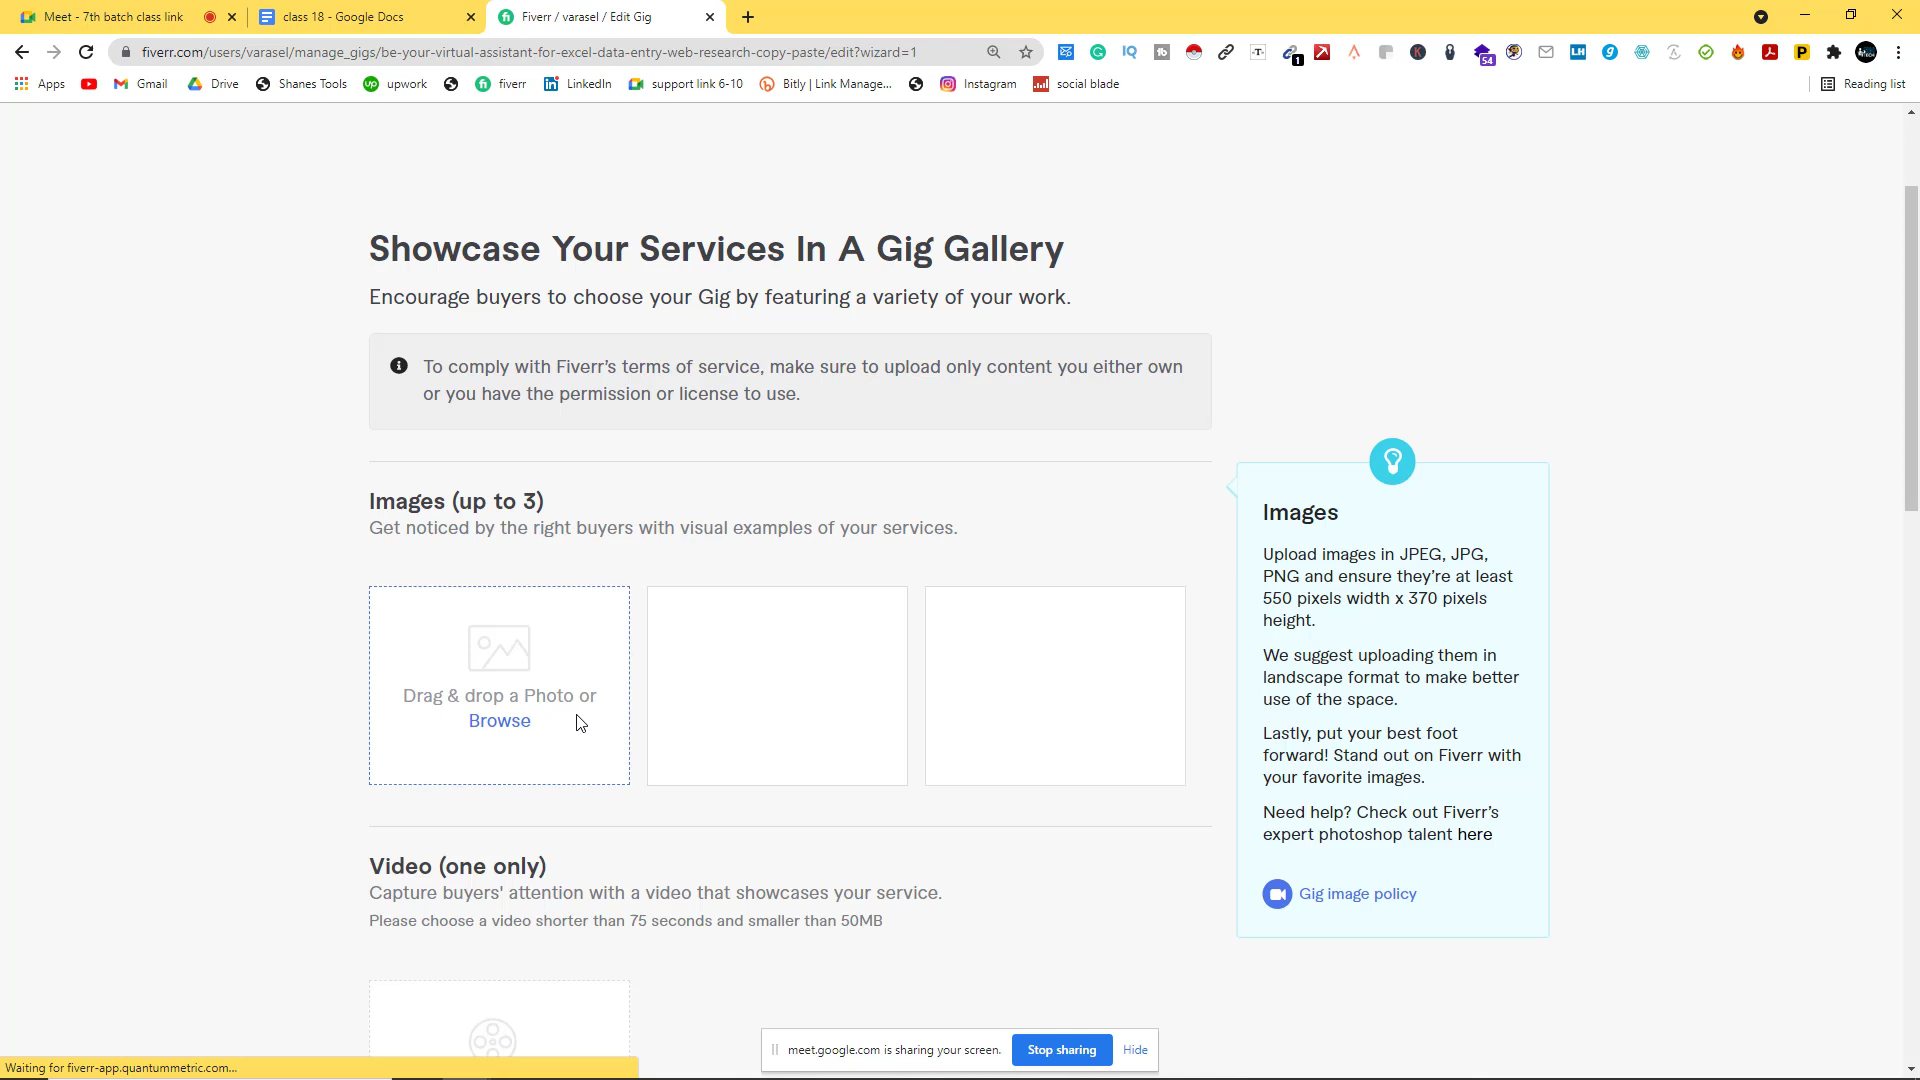 Meet - 7th batch class link
class 18 - Google Docs
Fiverr / varasel / Edit Gig
fiverr.com/users/varasel/manage_gigs/be-your-virtual-assistant-for-excel-data-entry-web-research-copy-paste/edit?wizard=1
Apps
Gmail
Drive
Shanes Tools
upwork
fiverr
LinkedIn
support link 6-10
Bitly | Link Manage...
Instagram
social blade
Reading list
Showcase Your Services In A Gig Gallery
Encourage buyers to choose your Gig by featuring a variety of your work.
To comply with Fiverr's terms of service, make sure to upload only content you either own
or you have the permission or license to use.
Images (up to 3)
Get noticed by the right buyers with visual examples of your services.
Drag & drop a Photo or
Browse
Images
Upload images in JPEG, JPG,
PNG and ensure they're at least
550 pixels width x 370 pixels
height.
We suggest uploading them in
landscape format to make better
use of the space.
Lastly, put your best foot
forward! Stand out on Fiverr with
your favorite images.
Need help? Check out Fiverr's
expert photoshop talent here
Gig image policy
Video (one only)
Capture buyers' attention with a video that showcases your service.
Please choose a video shorter than 75 seconds and smaller than 50MB
meet.google.com is sharing your screen.
Stop sharing
Hide
Waiting for fiverr-app.quantummetric.com...